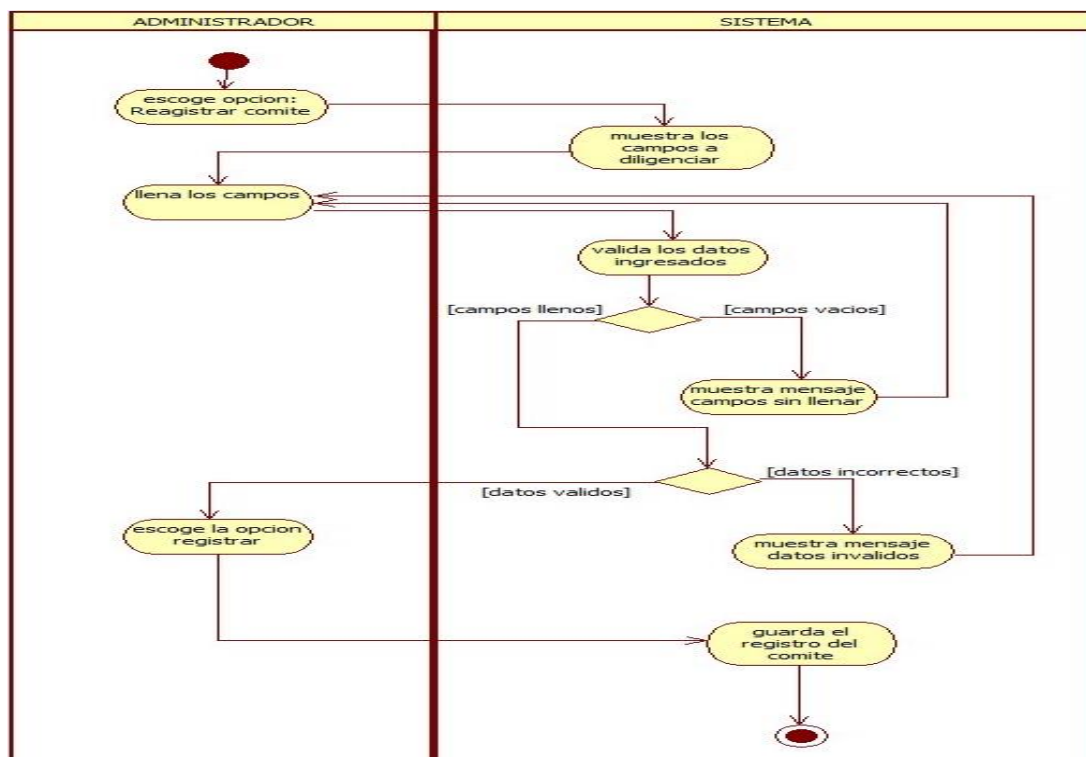 ADMINISTRADOR
SISTEMA
escoge opcion:
Reagistrar comite
muestra los
campos a
diligenciar
llena los campos
valida los datos
ingresados
[campos llenos]
[campos vacios]
muestra mensaje
campos sin llenar
[datos incorrectos]
[datos validos]
escoge la opcion
registrar
muestra mensaje
datos invalidos
guarda el
registro del
comite